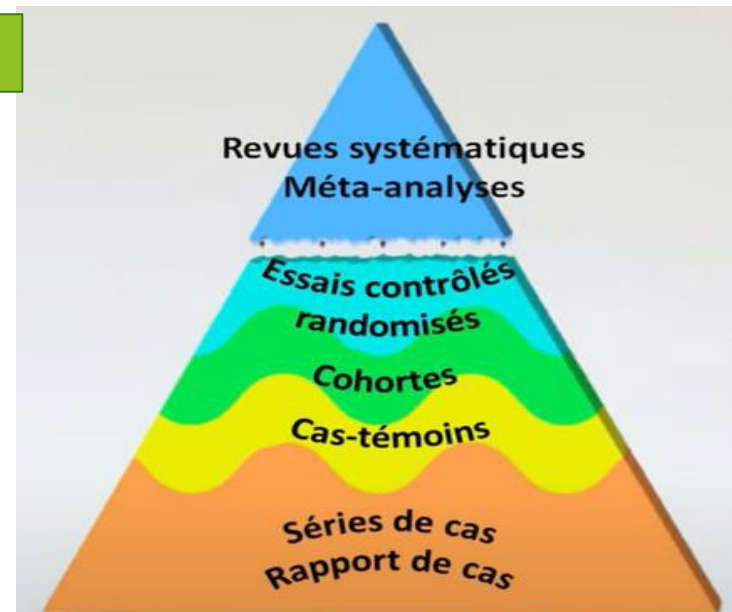 Revues systématiques
Méta-analyses
Essais contrôlés
randomisés
Cohortes
Cas-témoins
Séries de cas
Rapport de cas